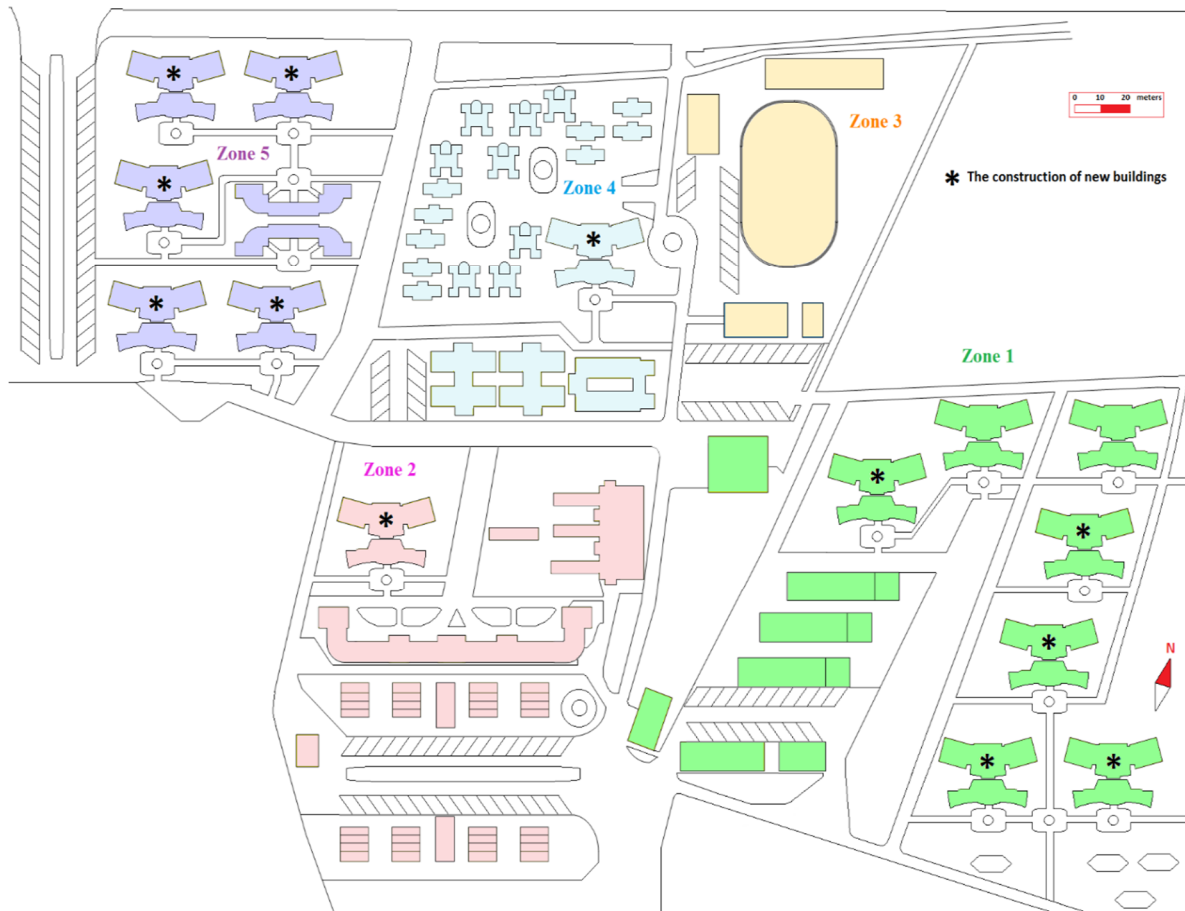 Zone 3
0 10 20 meters
Zone 5
* The construction of new buildings
Zone 4
Zone 1
Zone 2
N